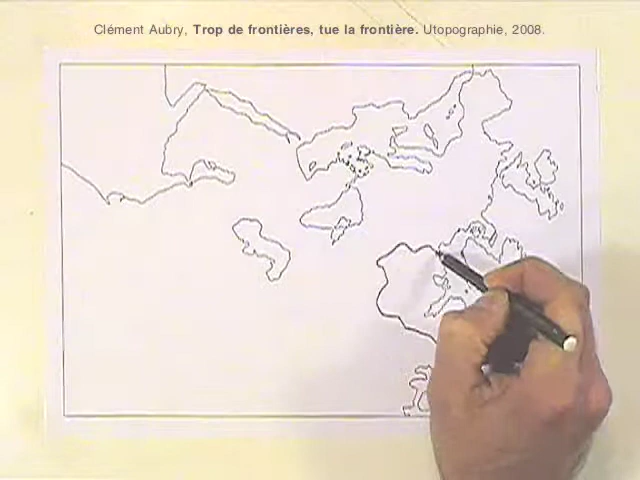 Clément Aubry, Trop de frontières, tue la frontière. Utopographie, 2008.